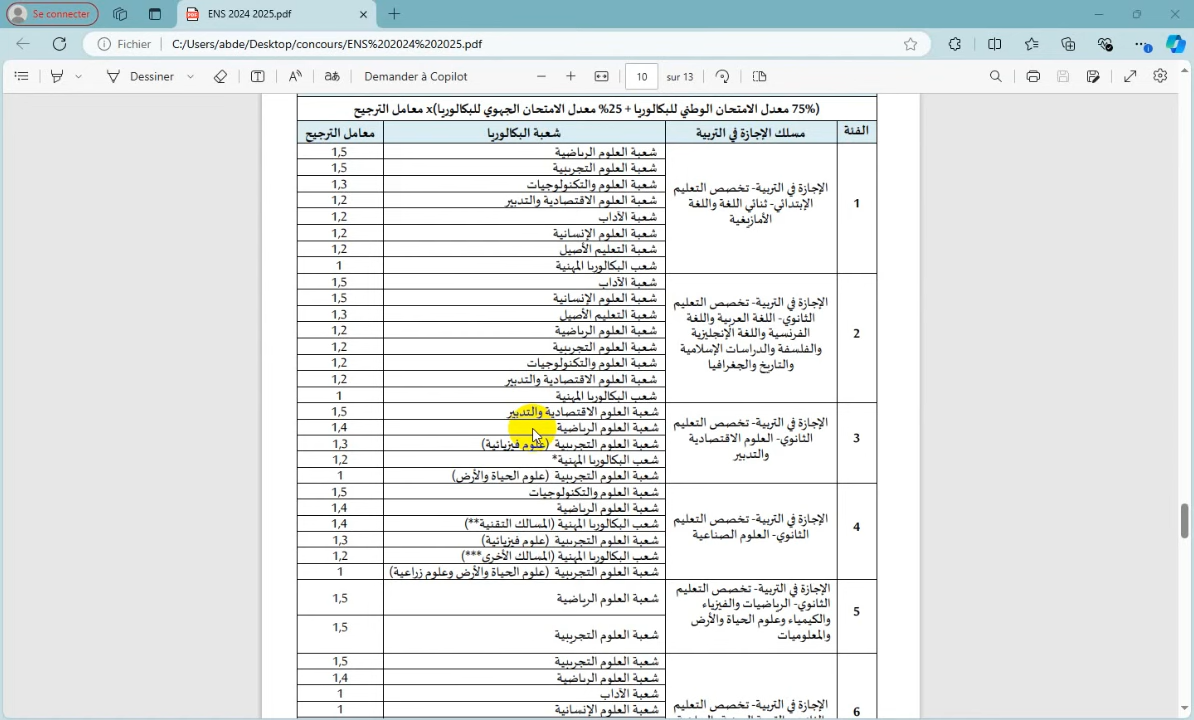 Se connecter
ENS 2024 2025.pdf
Fichier
C:/Users/abde/Desktop/concours/ENS%202024%202025.pdf
Dessiner
Demander à Copilot
10 sur 13
(75% معدل الامتحان الوطني للبكالوريا + 25% معدل الامتحان الجهوي للبكالوريا)x معامل الترجيح
الفئة مسلك الإجازة في التربية شعبة البكالوريا معامل الترجيح
1
الإجازة في التربية- تخصص التعليم
الإبتدائي- ثنائي اللغة واللغة
الأمازيغية
شعبة العلوم الرياضية 1,5
شعبة العلوم التجريبية 1,5
شعبة العلوم والتكنولوجيات 1,3
شعبة العلوم الاقتصادية والتدبير 1,2
شعبة الآداب 1,2
شعبة العلوم الإنسانية 1,2
شعبة التعليم الأصيل 1,2
شعب البكالوريا المهنية 1
2
الإجازة في التربية- تخصص التعليم
الثانوي- اللغة العربية واللغة
الفرنسية واللغة الإنجليزية
والفلسفة والدراسات الإسلامية
والتاريخ والجغرافيا
شعبة الآداب 1,5
شعبة العلوم الإنسانية 1,5
شعبة التعليم الأصيل 1,3
شعبة العلوم الرياضية 1,2
شعبة العلوم التجريبية 1,2
شعبة العلوم والتكنولوجيات 1,2
شعبة العلوم الاقتصادية والتدبير 1,2
شعب البكالوريا المهنية 1
3
الإجازة في التربية- تخصص التعليم
الثانوي- العلوم الاقتصادية
والتدبير
شعبة العلوم الاقتصادية والتدبير 1,5
شعبة العلوم الرياضية 1,4
شعبة العلوم التجريبية (علوم فيزيائية) 1,3
شعب البكالوريا المهنية* 1,2
شعبة العلوم التجريبية (علوم الحياة والأرض) 1
4
الإجازة في التربية- تخصص التعليم
الثانوي- العلوم الصناعية
شعبة العلوم والتكنولوجيات 1,5
شعبة العلوم الرياضية 1,4
شعب البكالوريا المهنية (المسالك التقنية**) 1,4
شعبة العلوم التجريبية (علوم فيزيائية) 1,3
شعب البكالوريا المهنية (المسالك الأخرى***) 1,2
شعبة العلوم التجريبية (علوم الحياة والأرض وعلوم زراعية) 1
5
الإجازة في التربية- تخصص التعليم
الثانوي- الرياضيات والفيزياء
والكيمياء وعلوم الحياة والأرض
والمعلوميات
شعبة العلوم الرياضية 1,5
شعبة العلوم التجريبية 1,5
6
الإجازة في التربية- تخصص التعليم
شعبة العلوم التجريبية 1,5
شعبة العلوم الرياضية 1,4
شعبة الآداب 1
شعبة العلوم الإنسانية 1